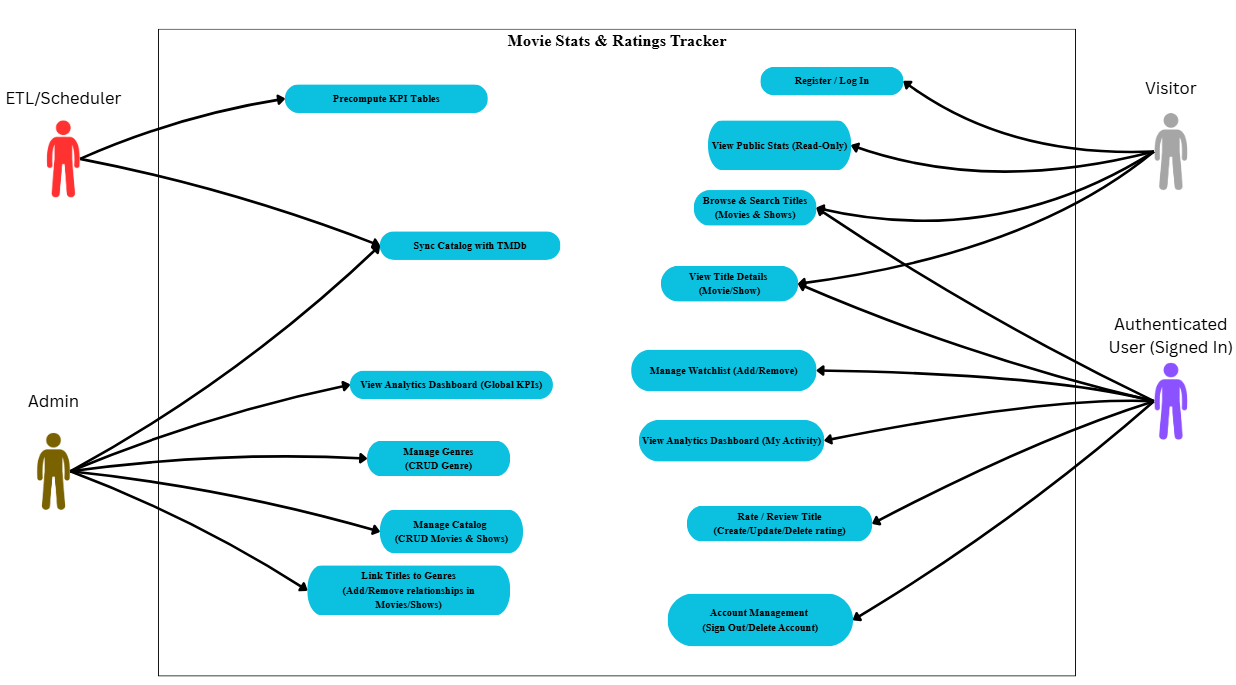 Movie Stats & Ratings Tracker
ETL/Scheduler
Precompute KPI Tables
Sync Catalog with TMDb
Admin
View Analytics Dashboard (Global KPIs)
Manage Genres
(CRUD Genre)
Manage Catalog
(CRUD Movies & Shows)
Link Titles to Genres
(Add/Remove relationships in
Movies/Shows)
Register / Log In
View Public Stats (Read-Only)
Browse & Search Titles
(Movies & Shows)
View Title Details
(Movie/Show)
Manage Watchlist (Add/Remove)
View Analytics Dashboard (My Activity)
Rate / Review Title
(Create/Update/Delete rating)
Account Management
(Sign Out/Delete Account)
Visitor
Authenticated
User (Signed In)